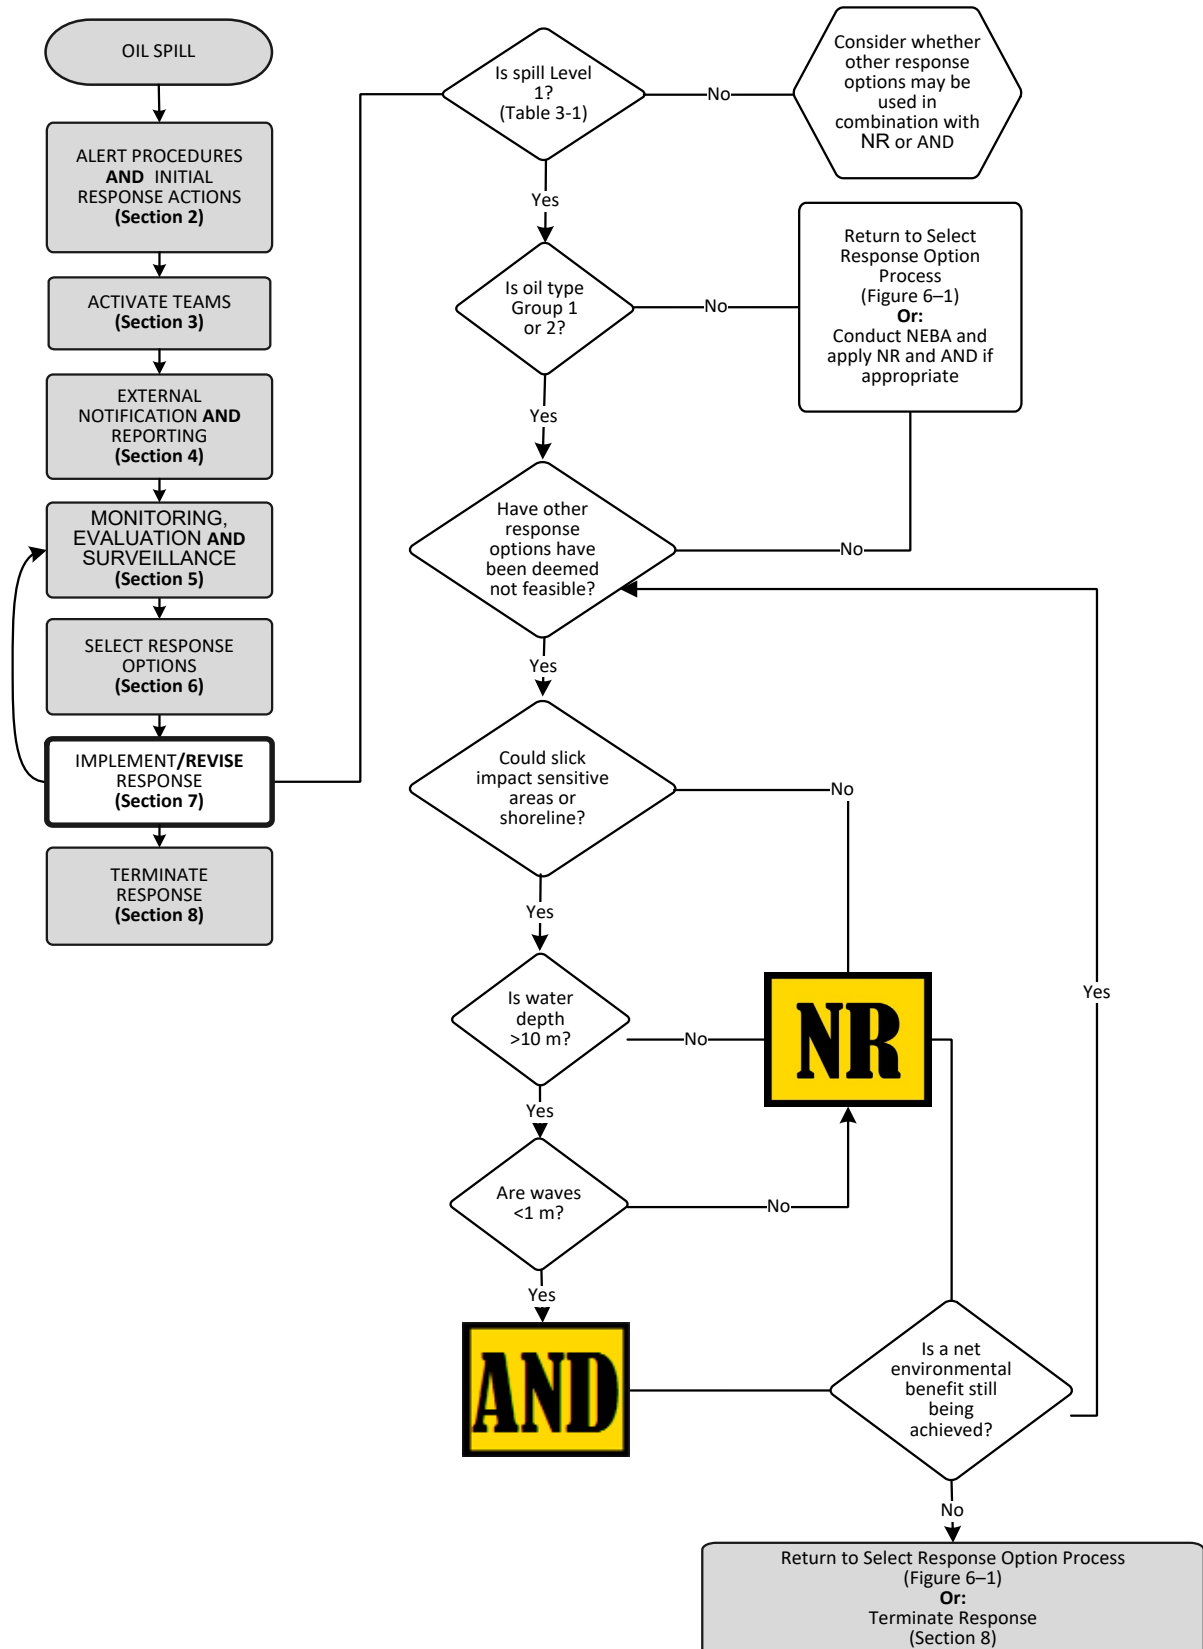 OIL SPILL
ALERT PROCEDURES
AND INITIAL
RESPONSE ACTIONS
(Section 2)
ACTIVATE TEAMS
(Section 3)
EXTERNAL
NOTIFICATION AND
REPORTING
(Section 4)
MONITORING,
EVALUATION AND
SURVEILLANCE
(Section 5)
SELECT RESPONSE
OPTIONS
(Section 6)
IMPLEMENT/REVISE
RESPONSE
(Section 7)
TERMINATE
RESPONSE
(Section 8)
Is spill Level
1?
(Table 3-1)
No
Consider whether
other response
options may be
used in
combination with
NR or AND
Yes
Is oil type
Group 1
or 2?
No
Return to Select
Response Option
Process
(Figure 6–1)
Or:
Conduct NEBA and
apply NR and AND if
appropriate
Yes
Have other
response
options have
been deemed
not feasible?
No
Yes
Could slick
impact sensitive
areas or
shoreline?
No
Yes
Is water
depth
>10 m?
No
NR
Yes
Yes
Are waves
<1 m?
No
Yes
AND
Is a net
environmental
benefit still
being
achieved?
No
Return to Select Response Option Process
(Figure 6–1)
Or:
Terminate Response
(Section 8)